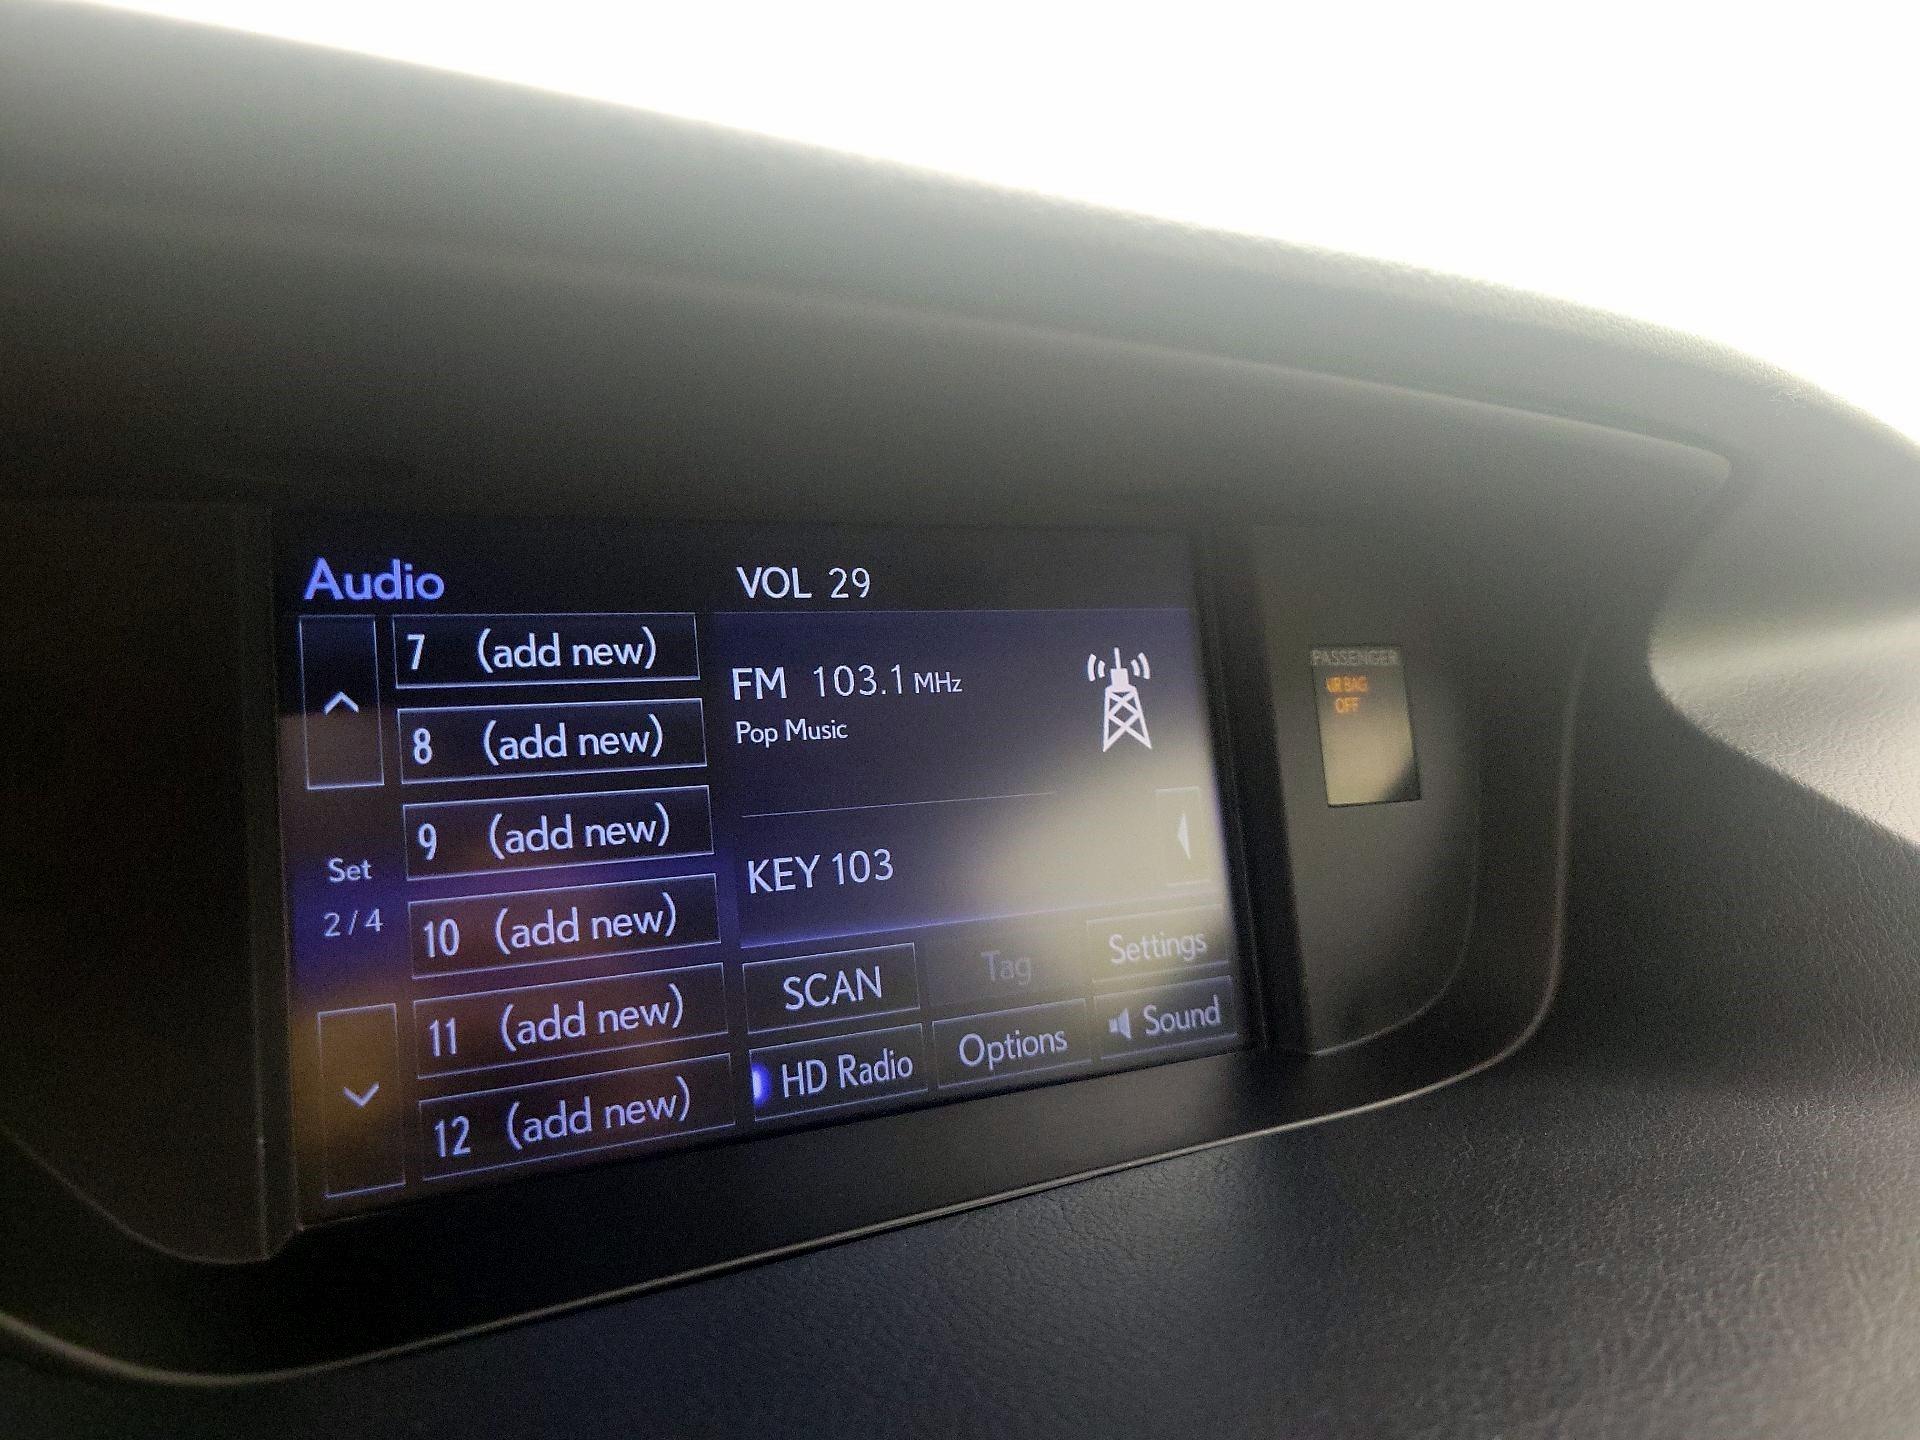 Audio
VOL 29
7 (add new)
8 (add new)
9 (add new)
10 (add new)
11 (add new)
12 (add new)
Set
2/4
FM 103.1 MHz
Pop Music
KEY 103
SCAN
Tag
Settings
HD Radio
Options
Sound
PASSENGER
AIR BAG
OFF